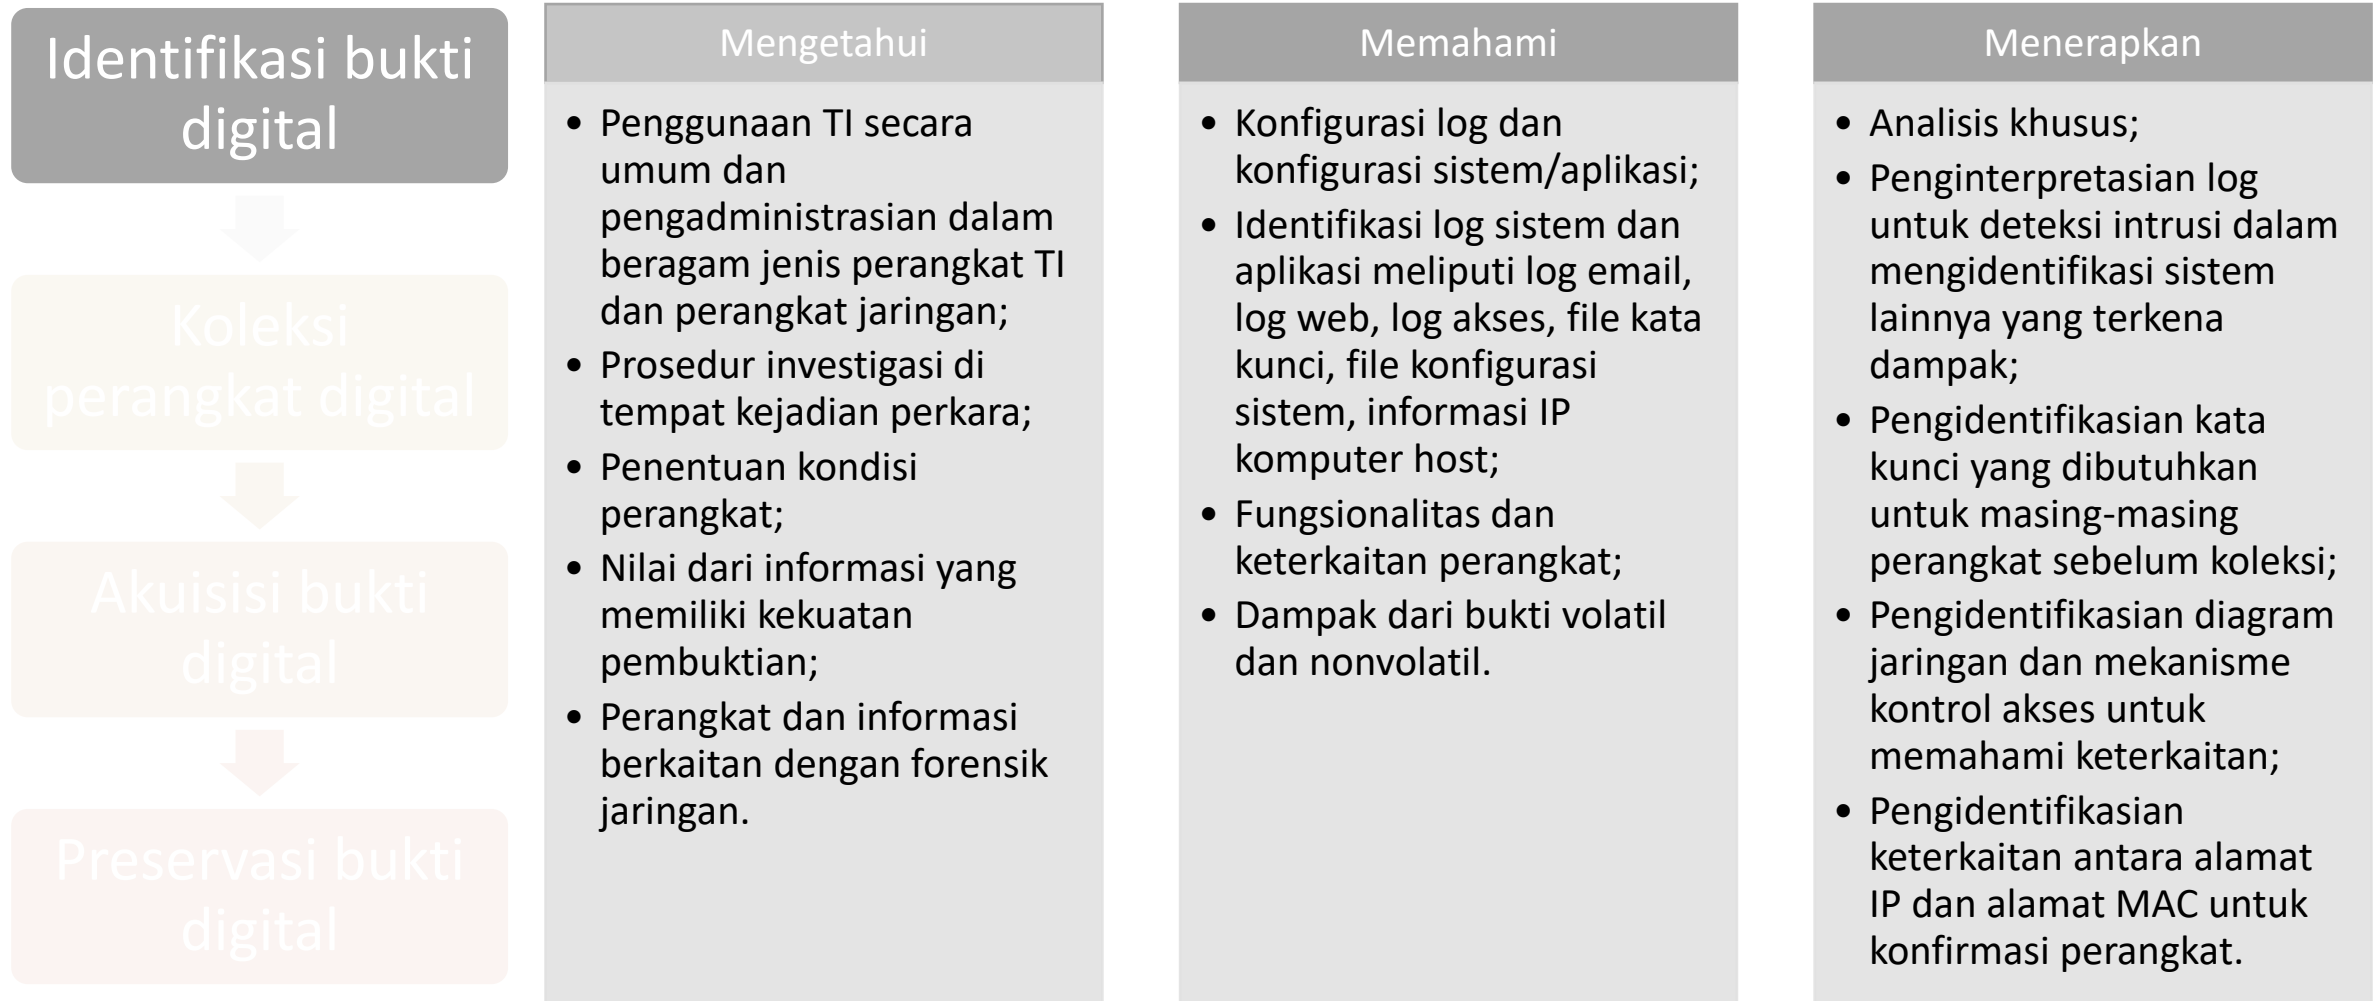 Identifikasi bukti
digital
Koleksi
perangkat digital
Akuisisi bukti
digital
Preservasi bukti
digital
Mengetahui
• Penggunaan TI secara
umum dan
pengadministrasian dalam
beragam jenis perangkat TI
dan perangkat jaringan;
• Prosedur investigasi di
tempat kejadian perkara;
• Penentuan kondisi
perangkat;
• Nilai dari informasi yang
memiliki kekuatan
pembuktian;
• Perangkat dan informasi
berkaitan dengan forensik
jaringan.
Memahami
• Konfigurasi log dan
konfigurasi sistem/aplikasi;
• Identifikasi log sistem dan
aplikasi meliputi log email,
log web, log akses, file kata
kunci, file konfigurasi
sistem, informasi IP
komputer host;
• Fungsionalitas dan
keterkaitan perangkat;
• Dampak dari bukti volatil
dan nonvolatil.
Menerapkan
• Analisis khusus;
• Penginterpretasian log
untuk deteksi intrusi dalam
mengidentifikasi sistem
lainnya yang terkena
dampak;
• Pengidentifikasian kata
kunci yang dibutuhkan
untuk masing-masing
perangkat sebelum koleksi;
• Pengidentifikasian diagram
jaringan dan mekanisme
kontrol akses untuk
memahami keterkaitan;
• Pengidentifikasian
keterkaitan antara alamat
IP dan alamat MAC untuk
konfirmasi perangkat.